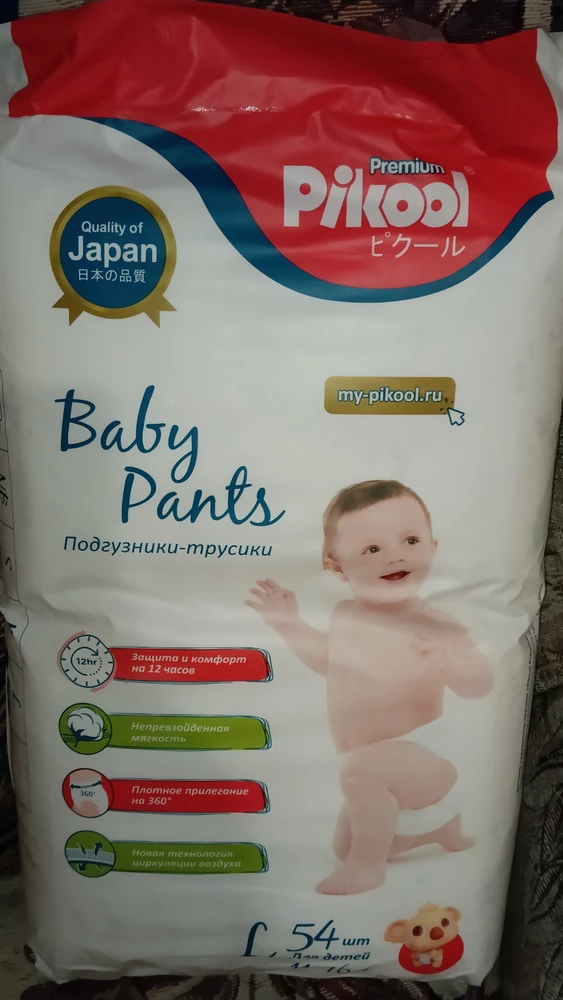 Premium
Pikool®
ピクール
Quality of
Japan
日本の品質
my-pikool.ru
Baby
Pants
Подгузники-трусики
12hr
Защита и комфорт
на 12 часов
Непревзойденная
мягкость
360°
Плотное прилегание
на 360°
Новая технология
циркуляции воздуха
L 54 шт
Для детей